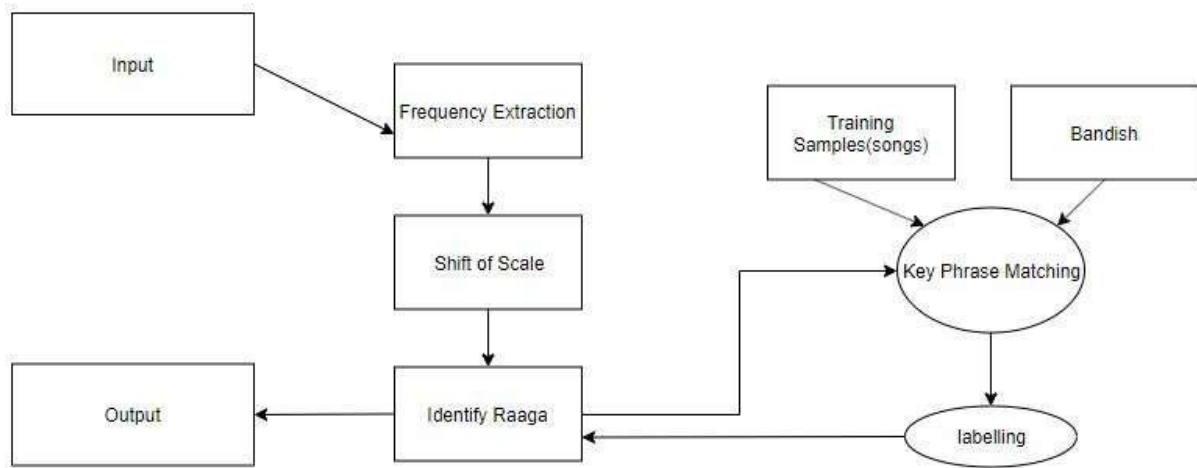 Input
Frequency Extraction
Training
Samples(songs)
Bandish
Shift of Scale
Key Phrase Matching
Output
Identify Raaga
labelling